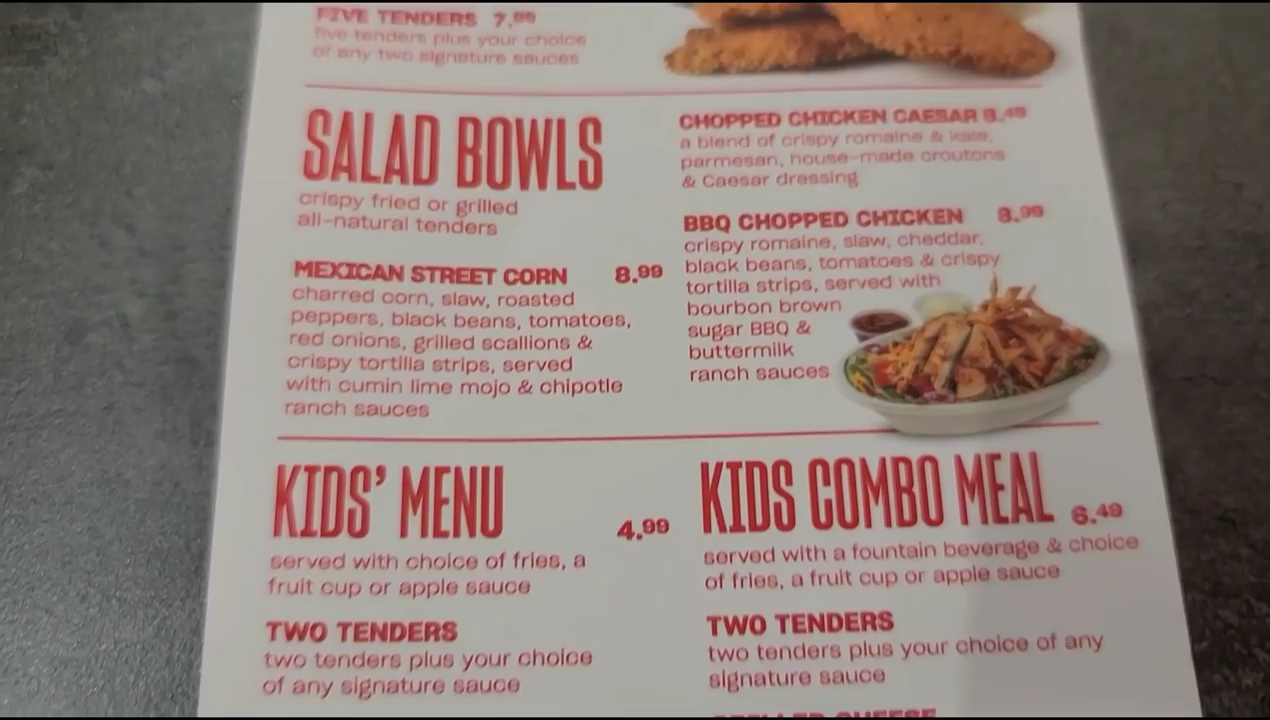 FIVE TENDERS 7.99
five tenders plus your choice
of any two signature sauces
SALAD BOWLS
crispy fried or grilled
all-natural tenders
MEXICAN STREET CORN 8.99
charred corn, slaw, roasted
peppers, black beans, tomatoes,
red onions, grilled scallions &
crispy tortilla strips, served
with cumin lime mojo & chipotle
ranch sauces
CHOPPED CHICKEN CAESAR 8.49
a blend of crispy romaine & kale,
parmesan, house-made croutons
& Caesar dressing
BBQ CHOPPED CHICKEN 8.99
crispy romaine, slaw, cheddar,
black beans, tomatoes & crispy
tortilla strips, served with
bourbon brown
sugar BBQ &
buttermilk
ranch sauces
KIDS' MENU 4.99
served with choice of fries, a
fruit cup or apple sauce
TWO TENDERS
two tenders plus your choice
of any signature sauce
KIDS COMBO MEAL 6.49
served with a fountain beverage & choice
of fries, a fruit cup or apple sauce
TWO TENDERS
two tenders plus your choice of any
signature sauce